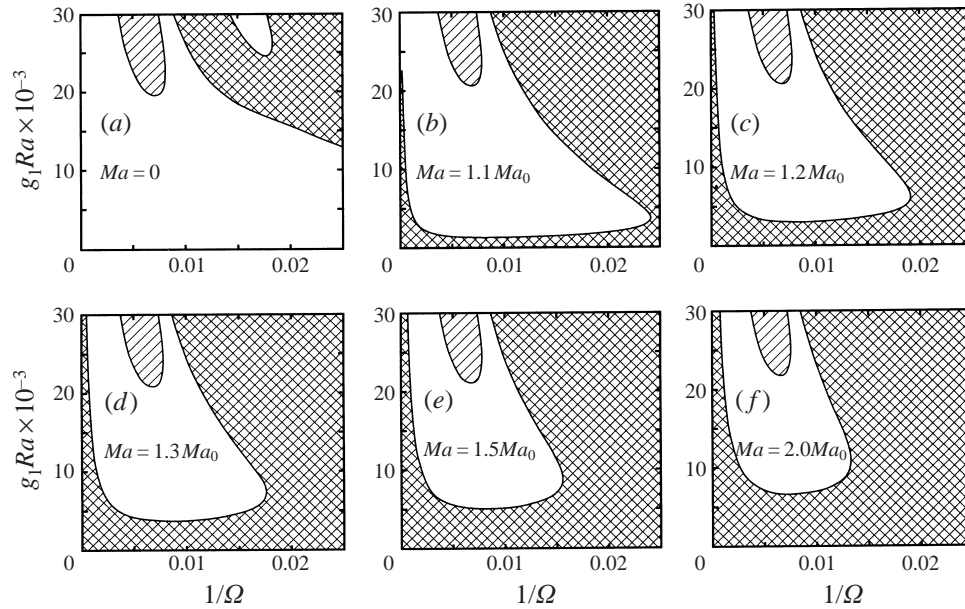 g₁Ra × 10⁻³
30
20
10
0
(a)
Ma = 0
0.01
0.02
30
20
10
0
(b)
Ma = 1.1Ma₀
0.01
0.02
30
20
10
0
(c)
Ma = 1.2Ma₀
0.01
0.02
g₁Ra × 10⁻³
30
20
10
0
(d)
Ma = 1.3Ma₀
0.01
0.02
1/Ω
30
20
10
0
(e)
Ma = 1.5Ma₀
0.01
0.02
1/Ω
30
20
10
0
(f)
Ma = 2.0Ma₀
0.01
0.02
1/Ω